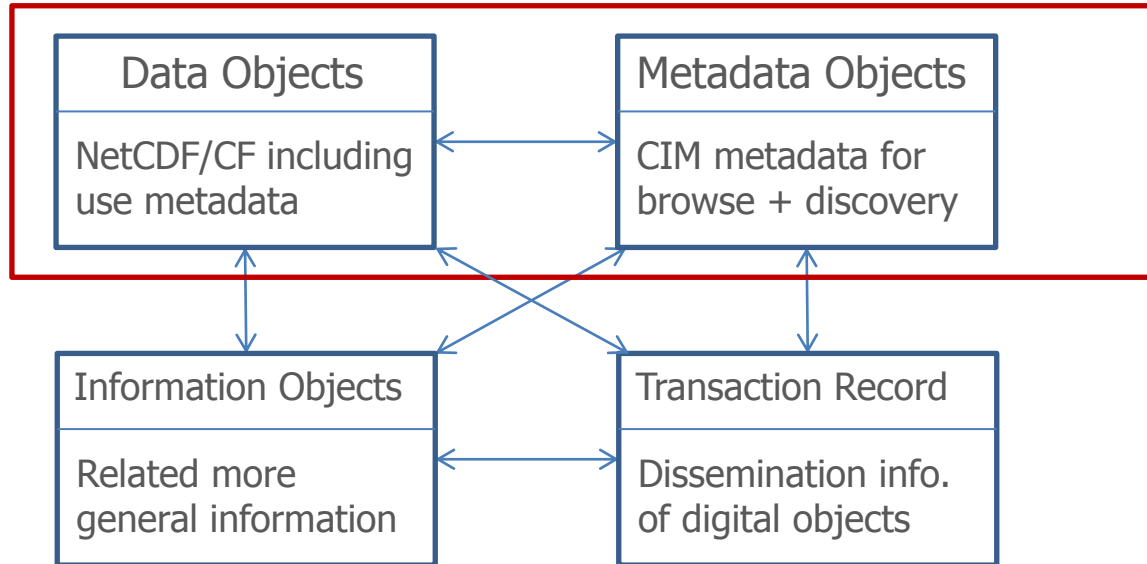 Data Objects
NetCDF/CF including
use metadata
Metadata Objects
CIM metadata for
browse + discovery
Information Objects
Related more
general information
Transaction Record
Dissemination info.
of digital objects